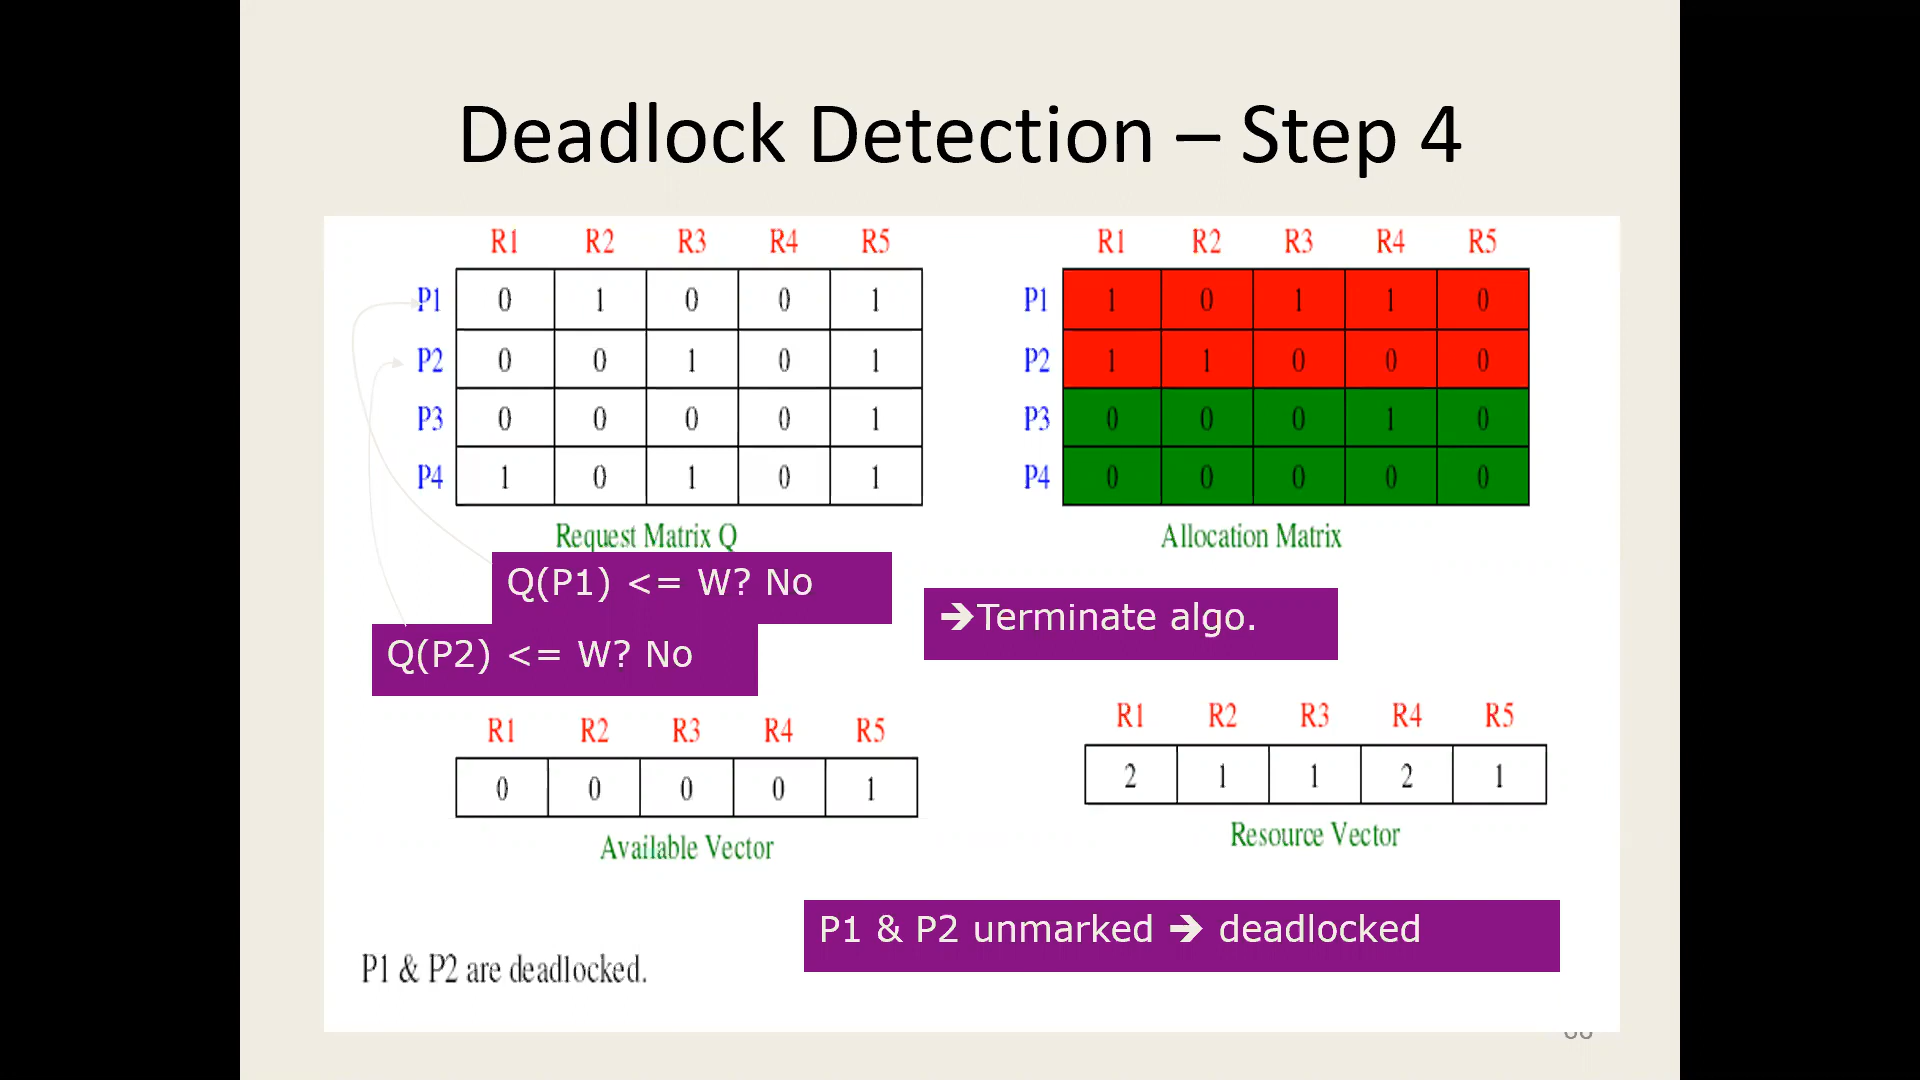 Deadlock Detection – Step 4
R1 R2 R3 R4 R5
P1 0 1 0 0 1
P2 0 0 1 0 1
P3 0 0 0 0 1
P4 1 0 1 0 1
Request Matrix Q
R1 R2 R3 R4 R5
P1 1 0 1 1 0
P2 1 1 0 0 0
P3 0 0 0 1 0
P4 0 0 0 0 0
Allocation Matrix
Q(P1) <= W? No
Q(P2) <= W? No
➔Terminate algo.
R1 R2 R3 R4 R5
0 0 0 0 1
Available Vector
R1 R2 R3 R4 R5
2 1 1 2 1
Resource Vector
P1 & P2 unmarked ➔ deadlocked
P1 & P2 are deadlocked.